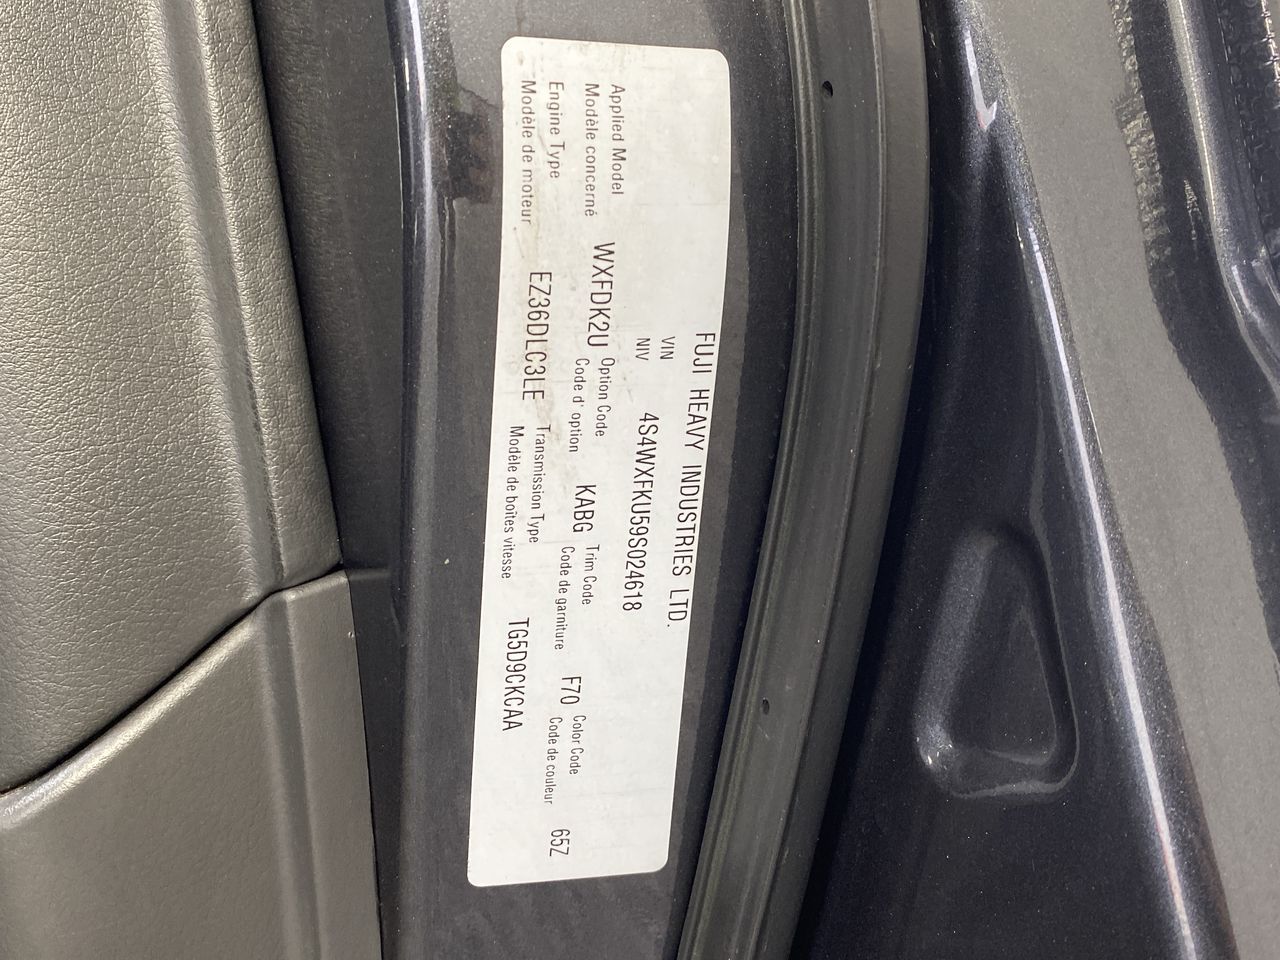 FUJI HEAVY INDUSTRIES LTD.
VIN
NIV 4S4WXFKU59S024618
Applied Model
Modèle concerné WXFDK2U Option Code
Code d' option KABG Trim Code
Code de garniture F70 Color Code
Code de couleur 65Z
Engine Type
Modèle de moteur EZ36DLC3LE Transmission Type
Modèle de boîtes vitesse TG5D9CKCAA